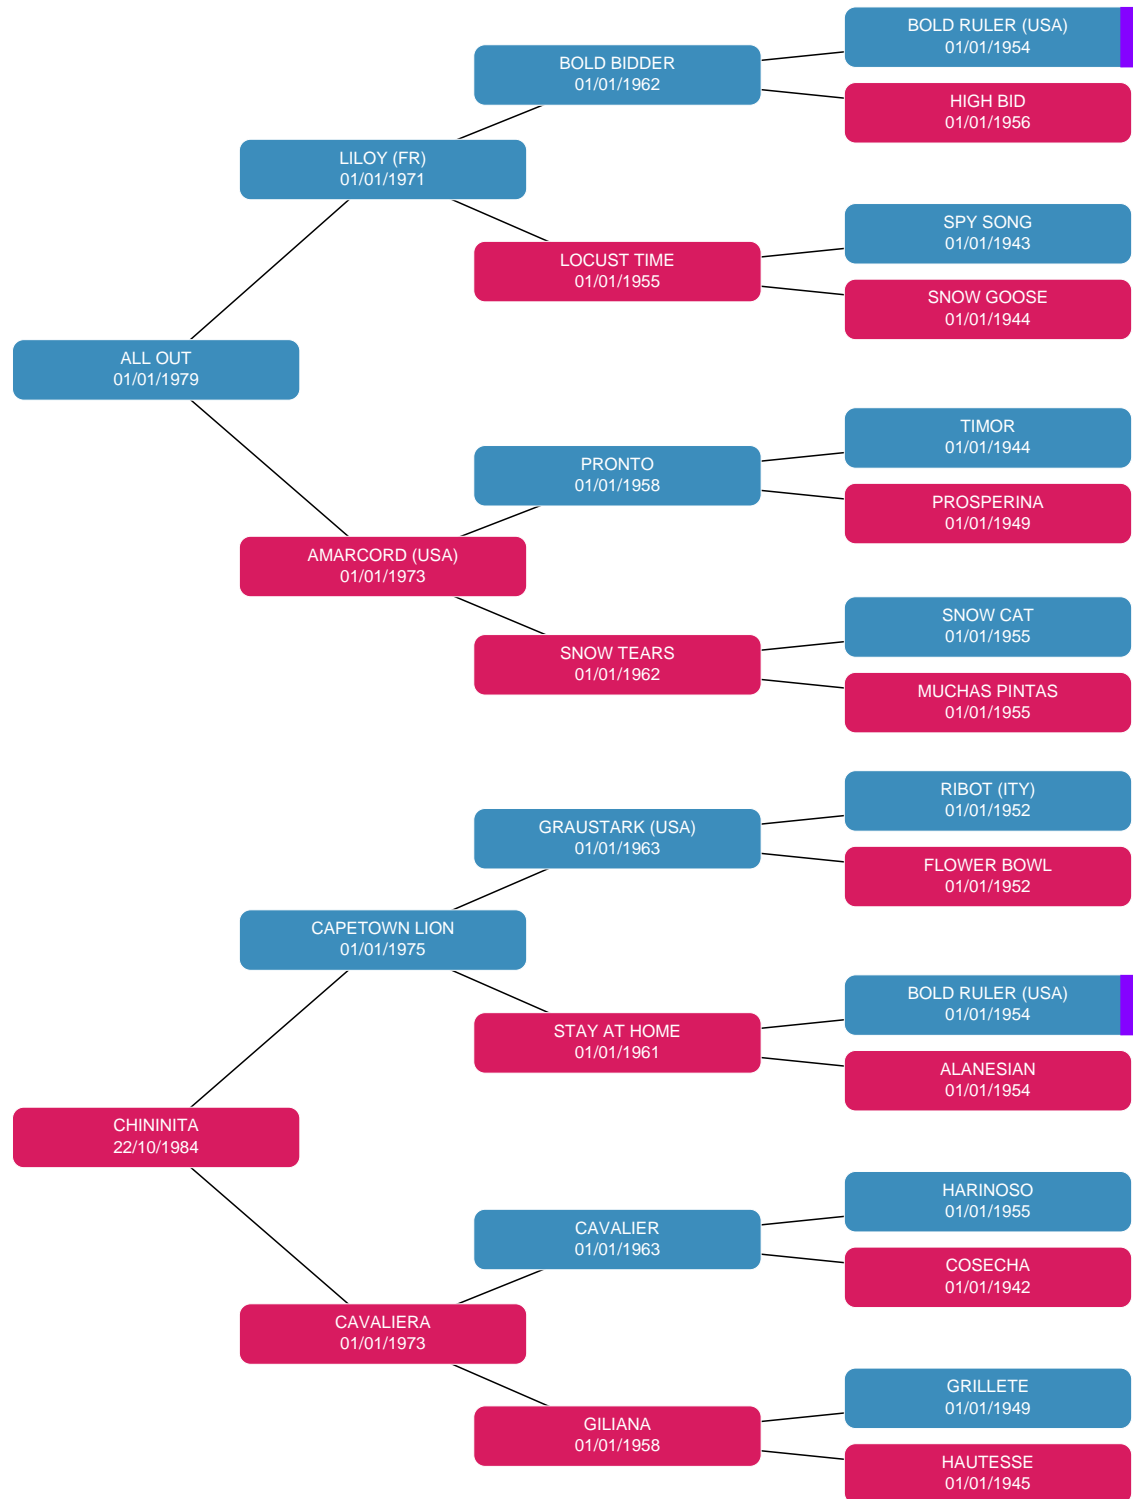 BOLD RULER (USA)
01/01/1954
BOLD BIDDER
01/01/1962
HIGH BID
01/01/1956
LILOY (FR)
01/01/1971
SPY SONG
01/01/1943
LOCUST TIME
01/01/1955
SNOW GOOSE
01/01/1944
ALL OUT
01/01/1979
TIMOR
01/01/1944
PRONTO
01/01/1958
PROSPERINA
01/01/1949
AMARCORD (USA)
01/01/1973
SNOW CAT
01/01/1955
SNOW TEARS
01/01/1962
MUCHAS PINTAS
01/01/1955
RIBOT (ITY)
01/01/1952
GRAUSTARK (USA)
01/01/1963
FLOWER BOWL
01/01/1952
CAPETOWN LION
01/01/1975
BOLD RULER (USA)
01/01/1954
STAY AT HOME
01/01/1961
ALANESIAN
01/01/1954
CHININITA
22/10/1984
HARINOSO
01/01/1955
CAVALIER
01/01/1963
COSECHA
01/01/1942
CAVALIERA
01/01/1973
GRILLETE
01/01/1949
GILIANA
01/01/1958
HAUTESSE
01/01/1945